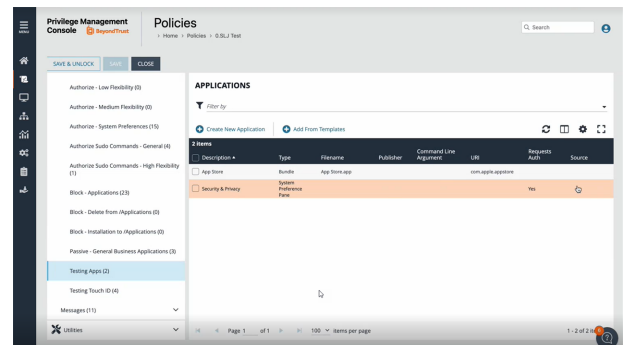 MENU
Privilege Management
Console BeyondTrust
Policies
› Home › Policies › 0.SLJ Test
Search
SAVE & UNLOCK SAVE CLOSE
Authorize - Low Flexibility (0)
Authorize - Medium Flexibility (0)
Authorize - System Preferences (15)
Authorize Sudo Commands - General (4)
Authorize Sudo Commands - High Flexibility
(1)
Block - Applications (23)
Block - Delete from /Applications (0)
Block - Installation to /Applications (0)
Passive - General Business Applications (3)
Testing Apps (2)
Testing Touch ID (4)
Messages (11)
Utilities
APPLICATIONS
Filter by
Create New Application Add From Templates
2 items
Description Type Filename Publisher Command Line Argument URI Requests Auth Source
App Store Bundle App Store.app com.apple.appstore
Security & Privacy System Preference Pane Yes
Page 1 of 1 100 items per page 1 - 2 of 2